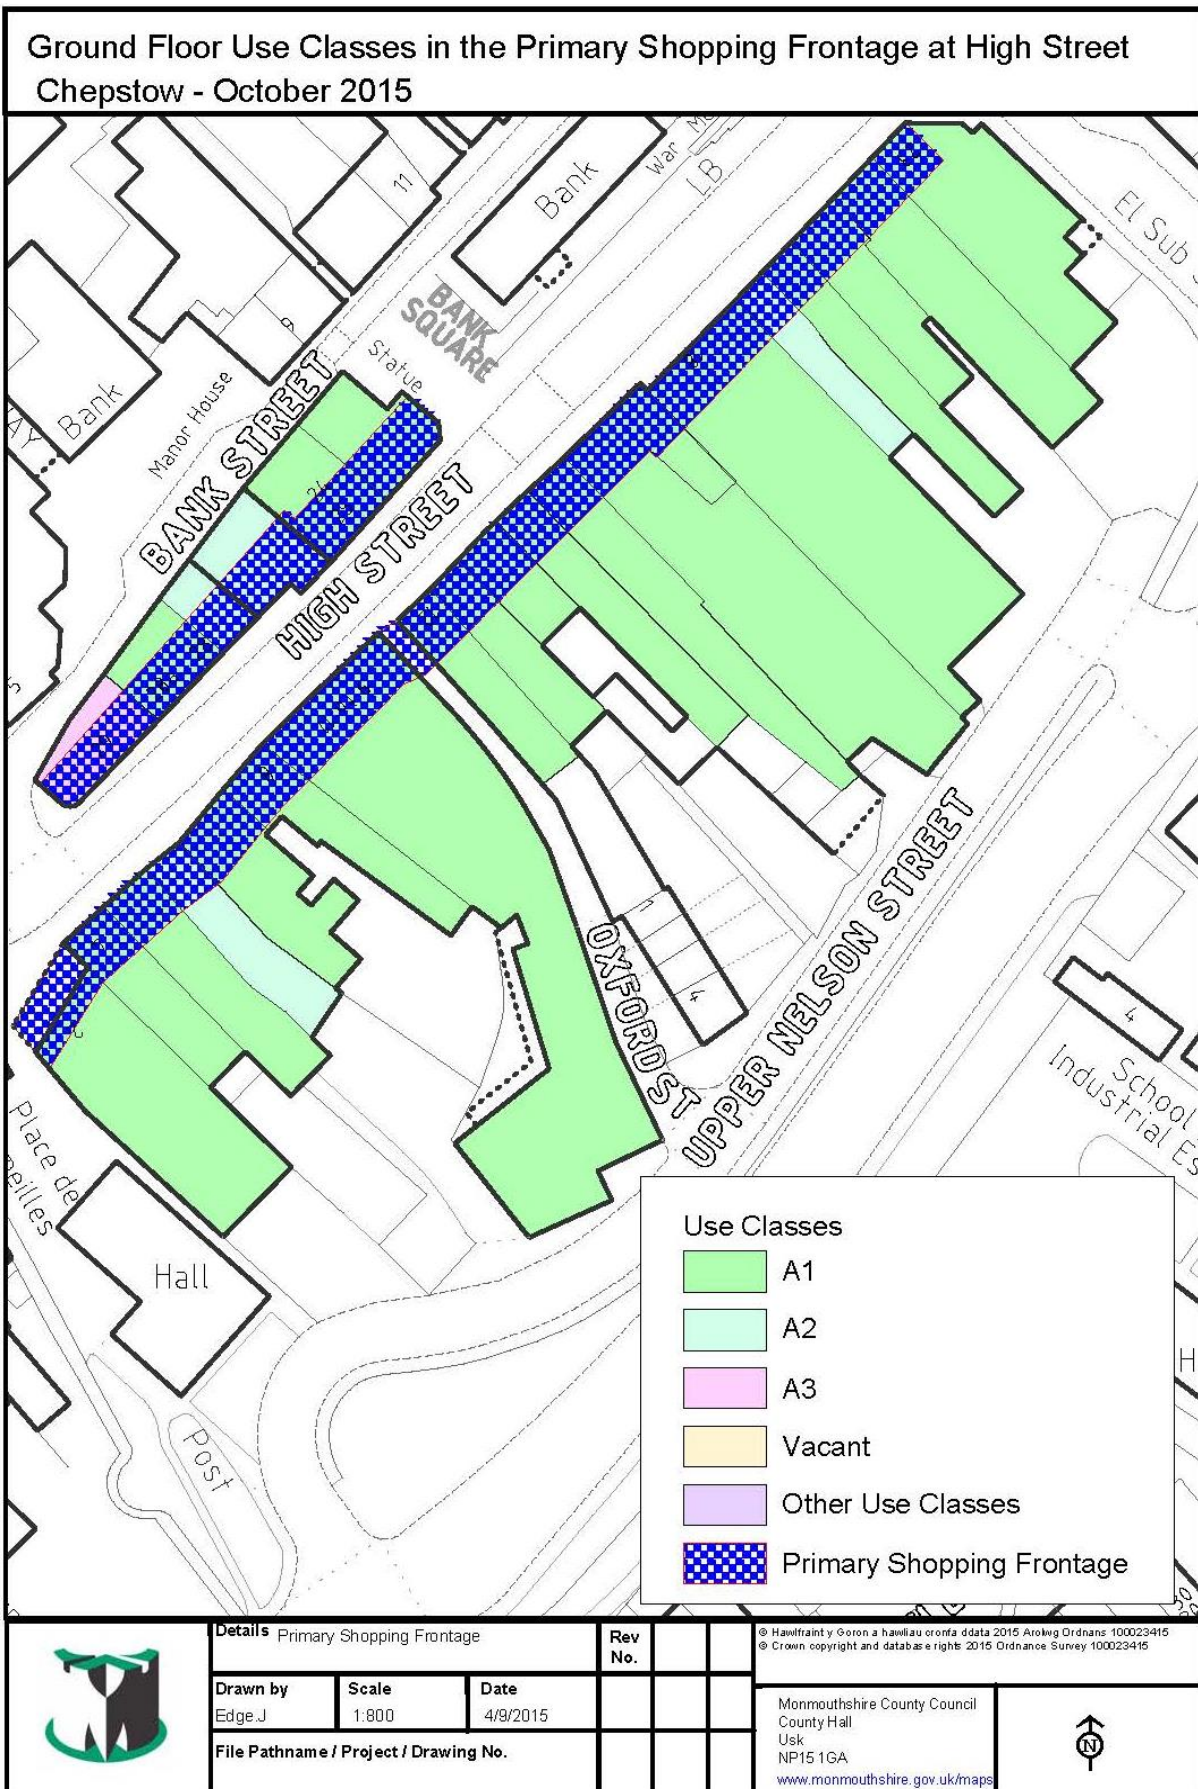 Ground Floor Use Classes in the Primary Shopping Frontage at High Street
Chepstow - October 2015
11
Bank
War
LB
El Sub
BANK
SQUARE
9
Statue
Manor House
Bank
BANK STREET
HIGH STREET
24
5
OXFORD ST
1
4
UPPER NELSON STREET
4
School
Industrial Es
Place de
Hall
Post
H
Use Classes
A1
A2
A3
Vacant
Other Use Classes
Primary Shopping Frontage
Details Primary Shopping Frontage
Rev
No.
Drawn by
Edge.J
Scale
1:800
Date
4/9/2015
File Pathname / Project / Drawing No.
© Hawlfraint y Goron a hawliau cronfa ddata 2015 Arolwg Ordnans 100023415
© Crown copyright and database rights 2015 Ordnance Survey 100023415
Monmouthshire County Council
County Hall
Usk
NP15 1GA
www.monmouthshire.gov.uk/maps
N